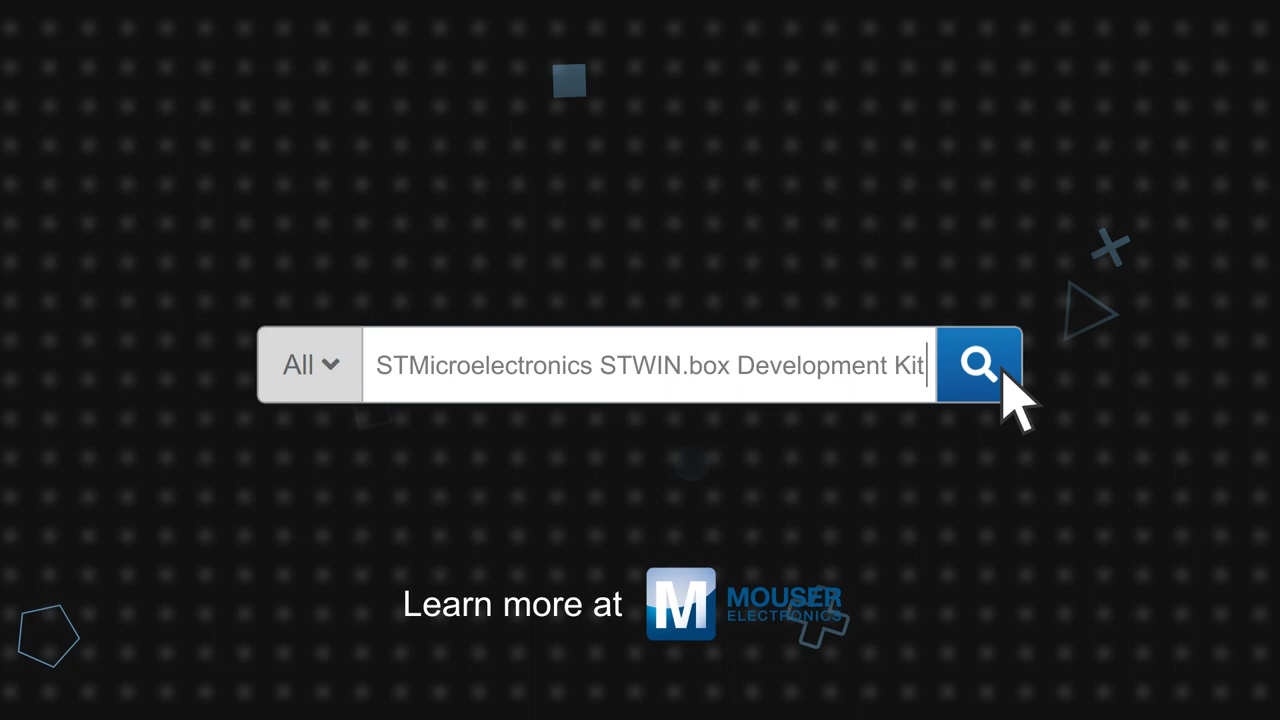 All
STMicroelectronics STWIN.box Development Kit
Learn more at
M MOUSER
ELECTRONICS